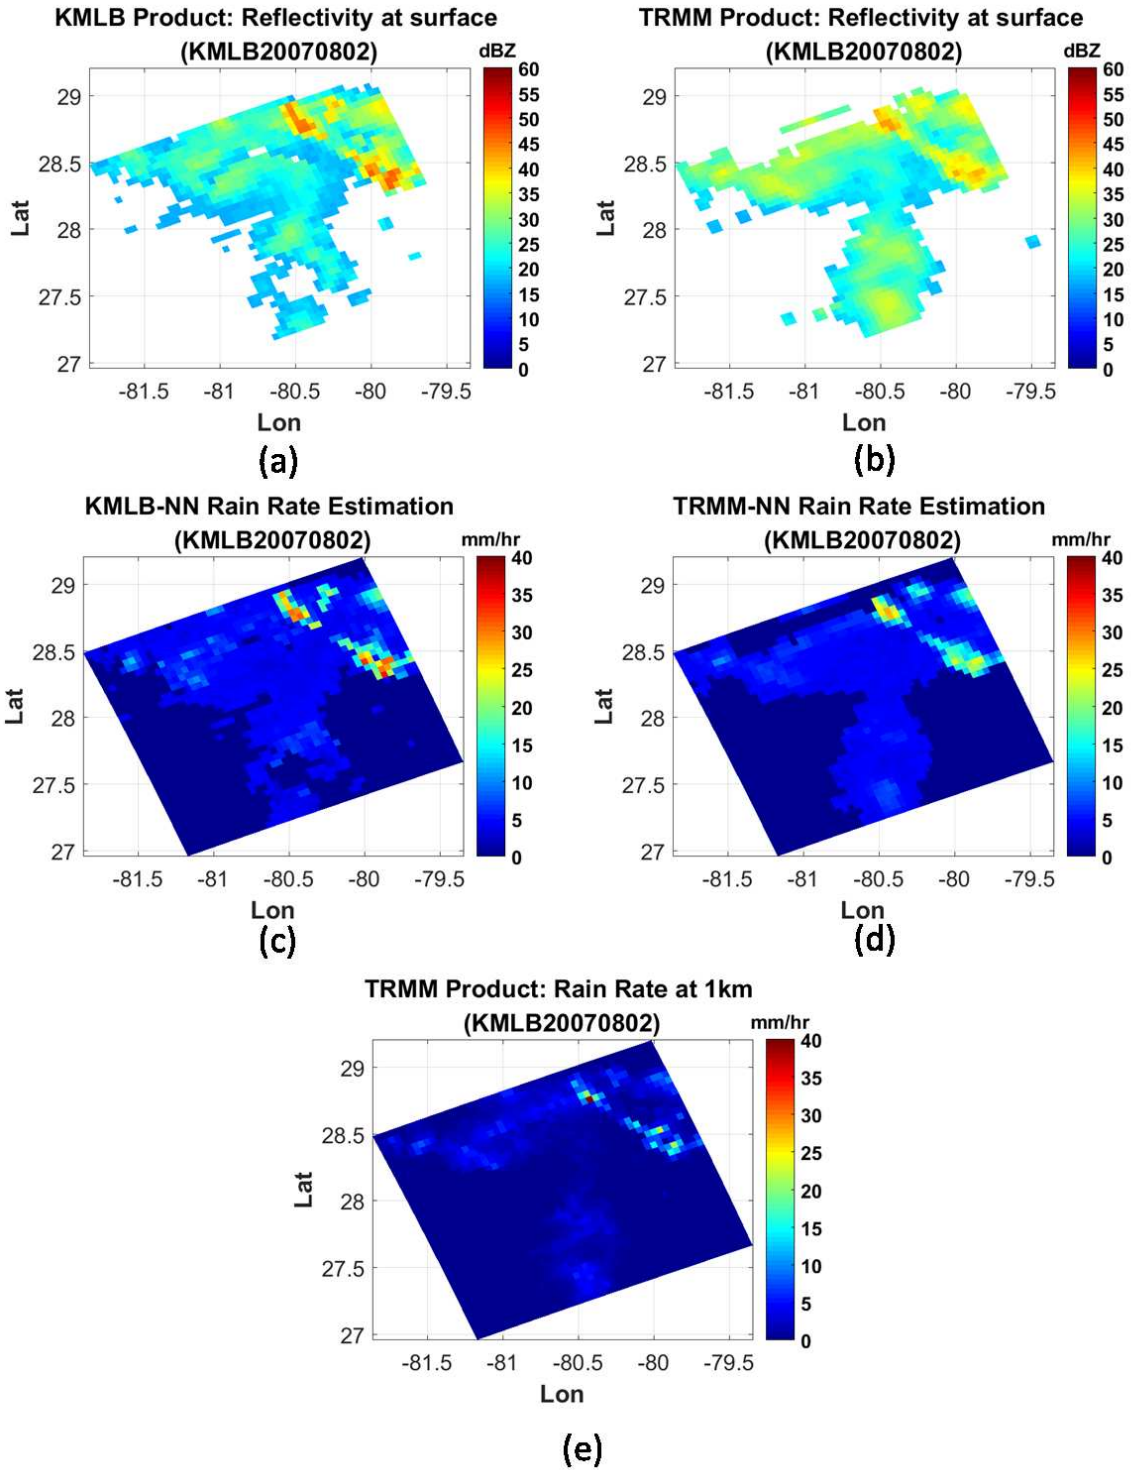 KMLB Product: Reflectivity at surface
(KMLB20070802)
dBZ
60
55
50
45
40
35
30
25
20
15
10
5
0
29
28.5
28
27.5
27
Lat
-81.5 -81 -80.5 -80 -79.5
Lon
(a)
TRMM Product: Reflectivity at surface
(KMLB20070802)
dBZ
60
55
50
45
40
35
30
25
20
15
10
5
0
29
28.5
28
27.5
27
Lat
-81.5 -81 -80.5 -80 -79.5
Lon
(b)
KMLB-NN Rain Rate Estimation
(KMLB20070802)
mm/hr
40
35
30
25
20
15
10
5
0
29
28.5
28
27.5
27
Lat
-81.5 -81 -80.5 -80 -79.5
Lon
(c)
TRMM-NN Rain Rate Estimation
(KMLB20070802)
mm/hr
40
35
30
25
20
15
10
5
0
29
28.5
28
27.5
27
Lat
-81.5 -81 -80.5 -80 -79.5
Lon
(d)
TRMM Product: Rain Rate at 1km
(KMLB20070802)
mm/hr
40
35
30
25
20
15
10
5
0
29
28.5
28
27.5
27
Lat
-81.5 -81 -80.5 -80 -79.5
Lon
(e)